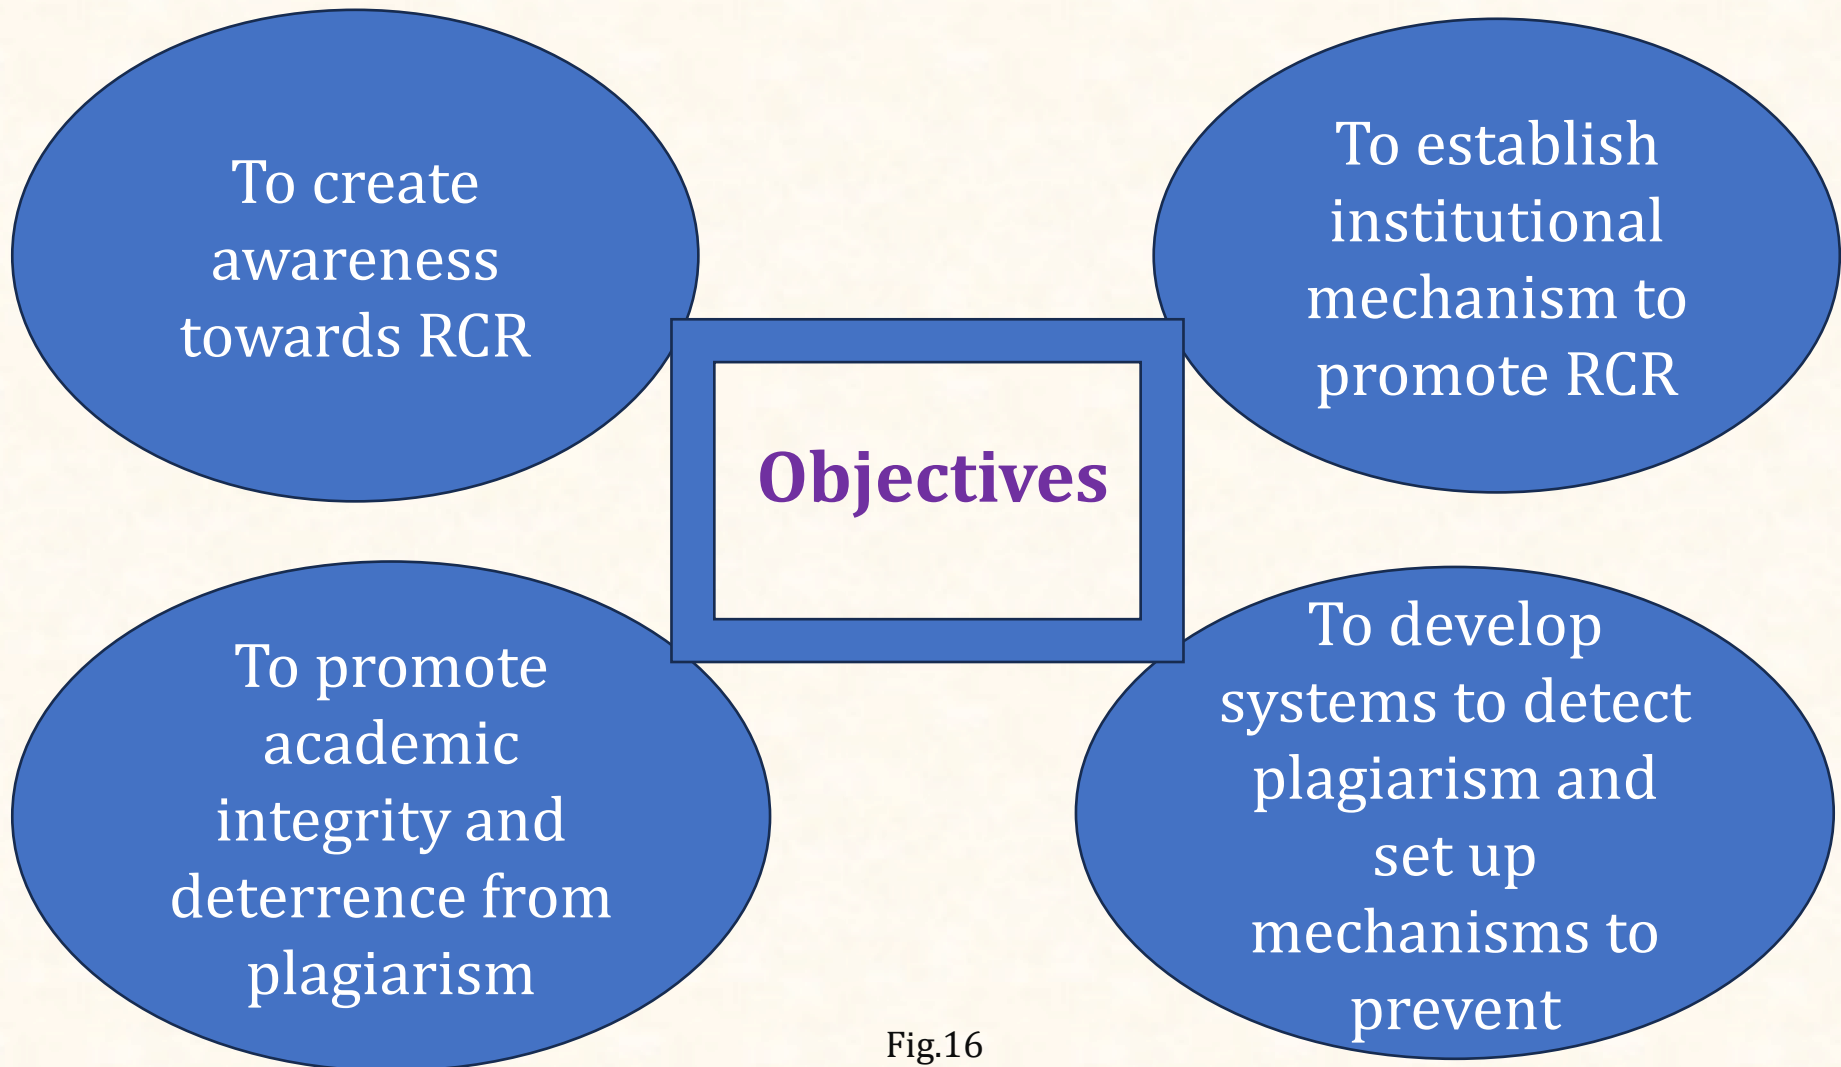 To create
awareness
towards RCR
To establish
institutional
mechanism to
promote RCR
Objectives
To promote
academic
integrity and
deterrence from
plagiarism
To develop
systems to detect
plagiarism and
set up
mechanisms to
prevent
Fig.16